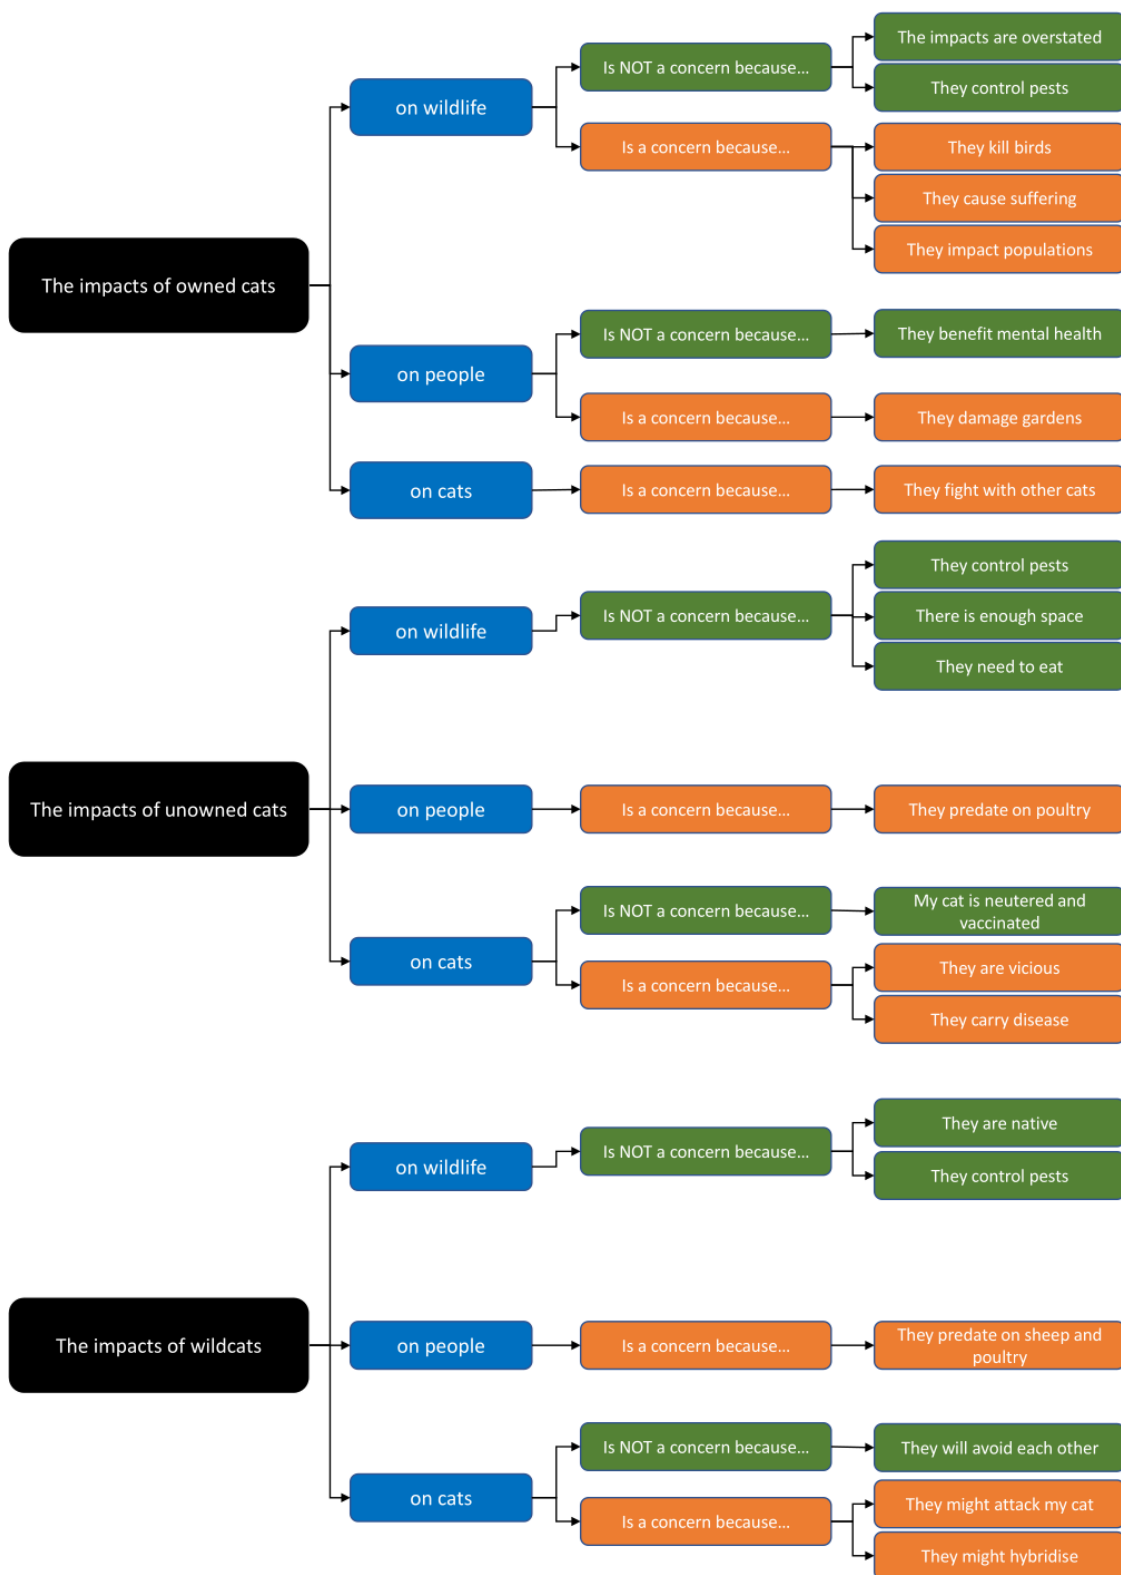 The impacts of owned cats
on wildlife
Is NOT a concern because...
The impacts are overstated
They control pests
Is a concern because...
They kill birds
They cause suffering
They impact populations
on people
Is NOT a concern because...
They benefit mental health
Is a concern because...
They damage gardens
on cats
Is a concern because...
They fight with other cats
The impacts of unowned cats
on wildlife
Is NOT a concern because...
They control pests
There is enough space
They need to eat
on people
Is a concern because...
They predate on poultry
on cats
Is NOT a concern because...
My cat is neutered and
vaccinated
Is a concern because...
They are vicious
They carry disease
The impacts of wildcats
on wildlife
Is NOT a concern because...
They are native
They control pests
on people
Is a concern because...
They predate on sheep and
poultry
on cats
Is NOT a concern because...
They will avoid each other
Is a concern because...
They might attack my cat
They might hybridise